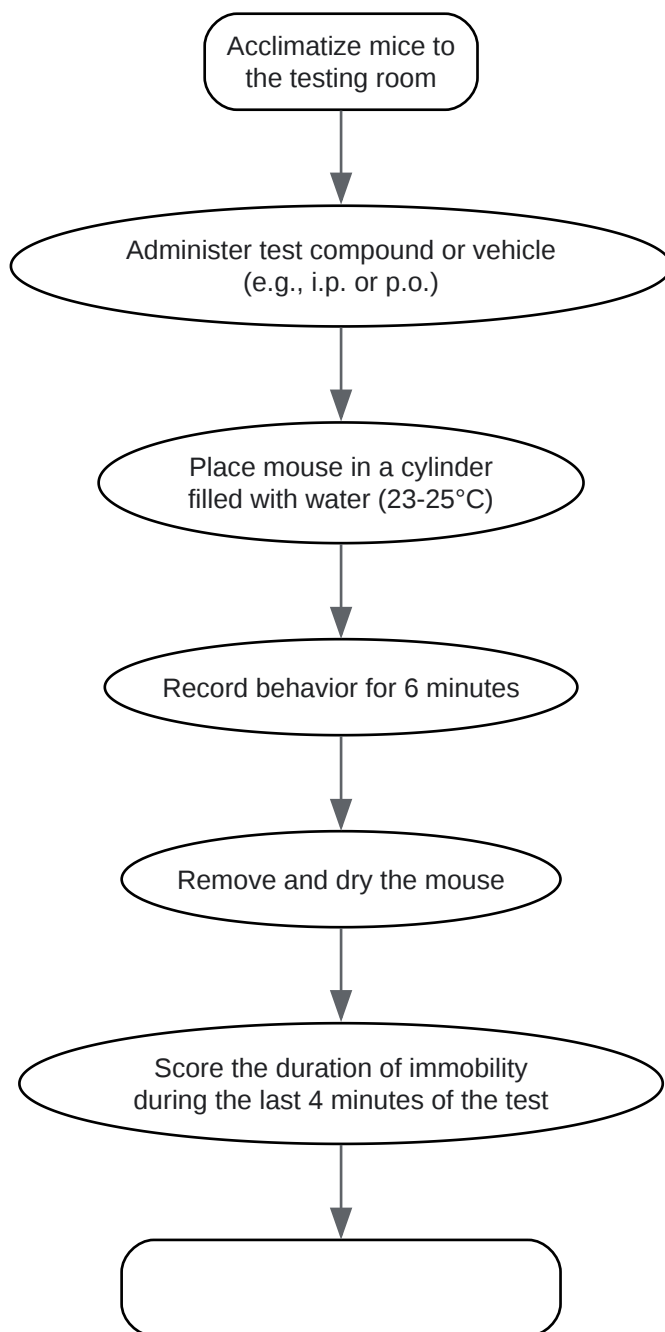 Acclimatize mice to
the testing room
Administer test compound or vehicle
(e.g., i.p. or p.o.)
Place mouse in a cylinder
filled with water (23-25°C)
Record behavior for 6 minutes
Remove and dry the mouse
Score the duration of immobility
during the last 4 minutes of the test